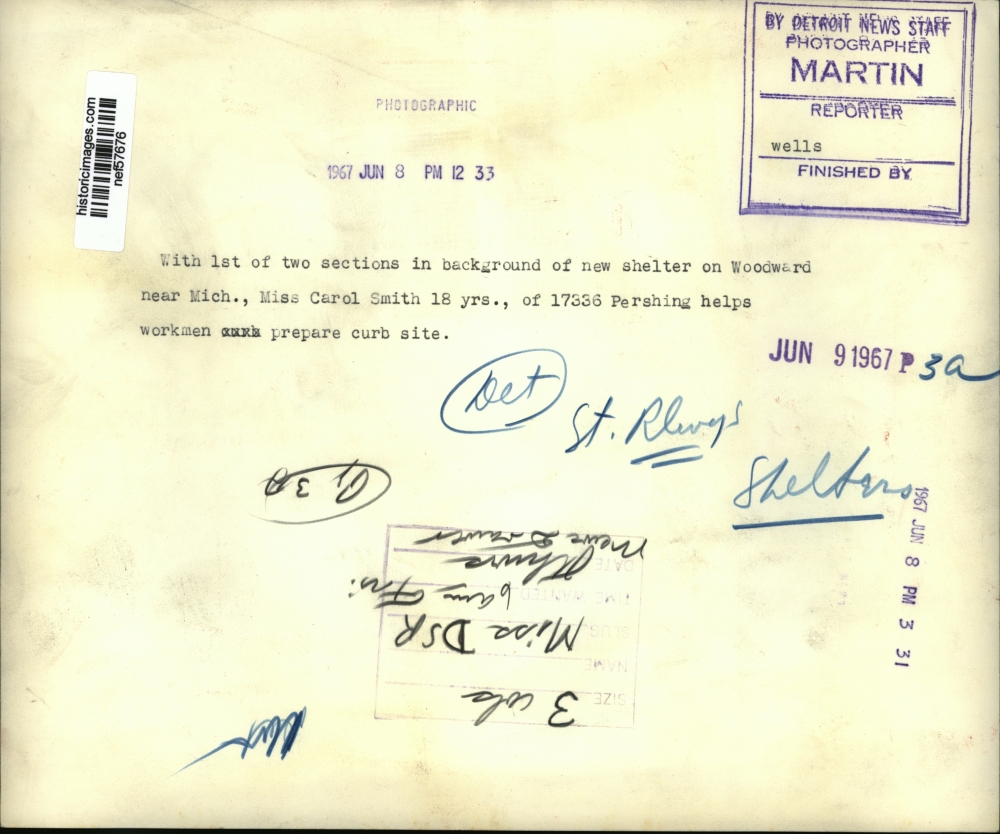 BY DETROIT NEWS STAFF
PHOTOGRAPHER
MARTIN
REPORTER
wells
FINISHED BY
historicimages.com
nef57676
PHOTOGRAPHIC
1967 JUN 8 PM 12 33
With 1st of two sections in background of new shelter on Woodward
near Mich., Miss Carol Smith 18 yrs., of 17336 Pershing helps
workmen prepare curb site.
JUN 9 1967 P 3a
Det
St. Rlways
Shelters
1967 JUN 8 PM 3 31
SIZE 3
NAME
SLUG Miss DSR
TIME WANTED 6am Fri.
DATE